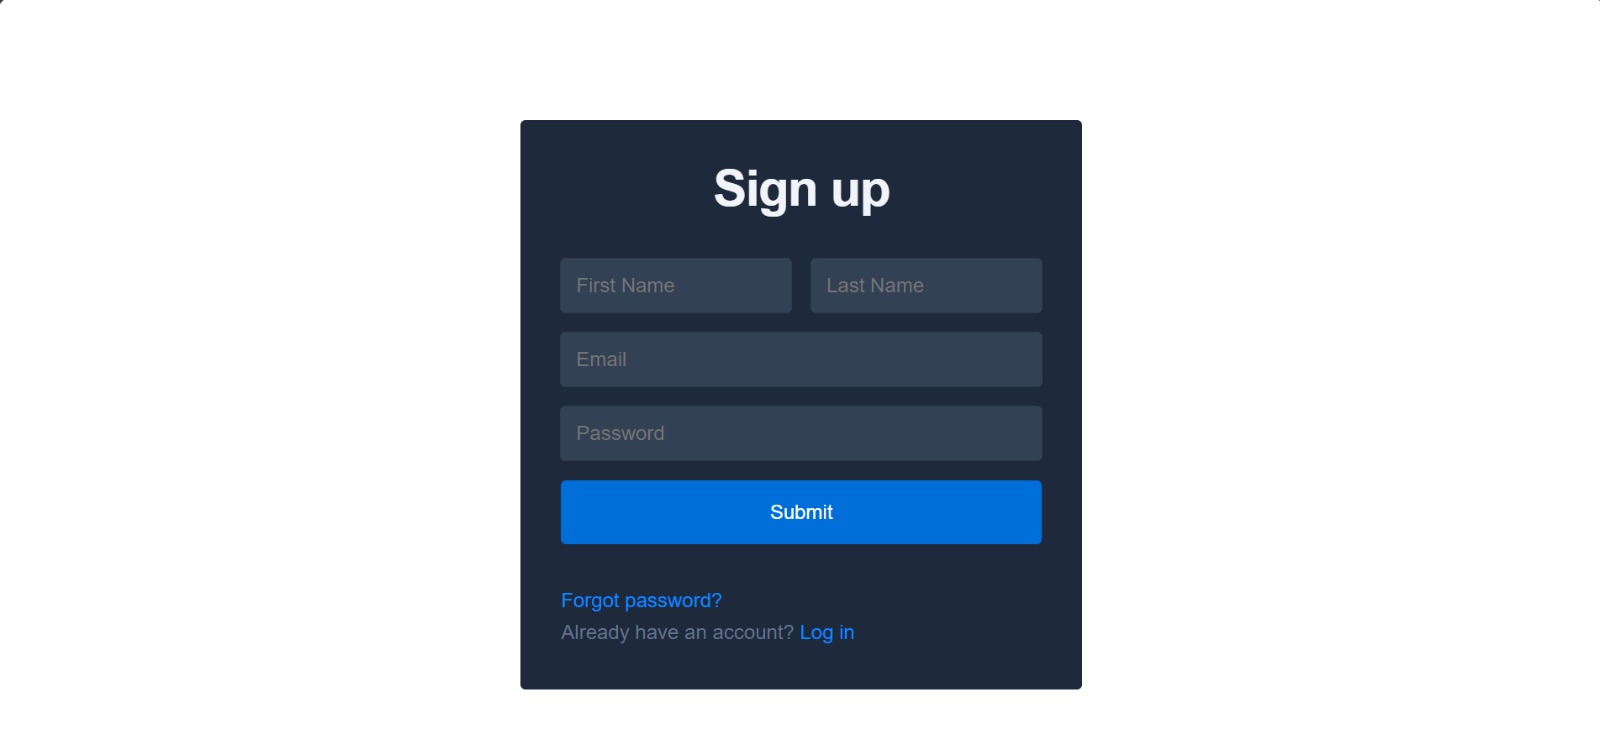 Sign up
First Name
Last Name
Email
Password
Submit
Forgot password?
Already have an account? Log in